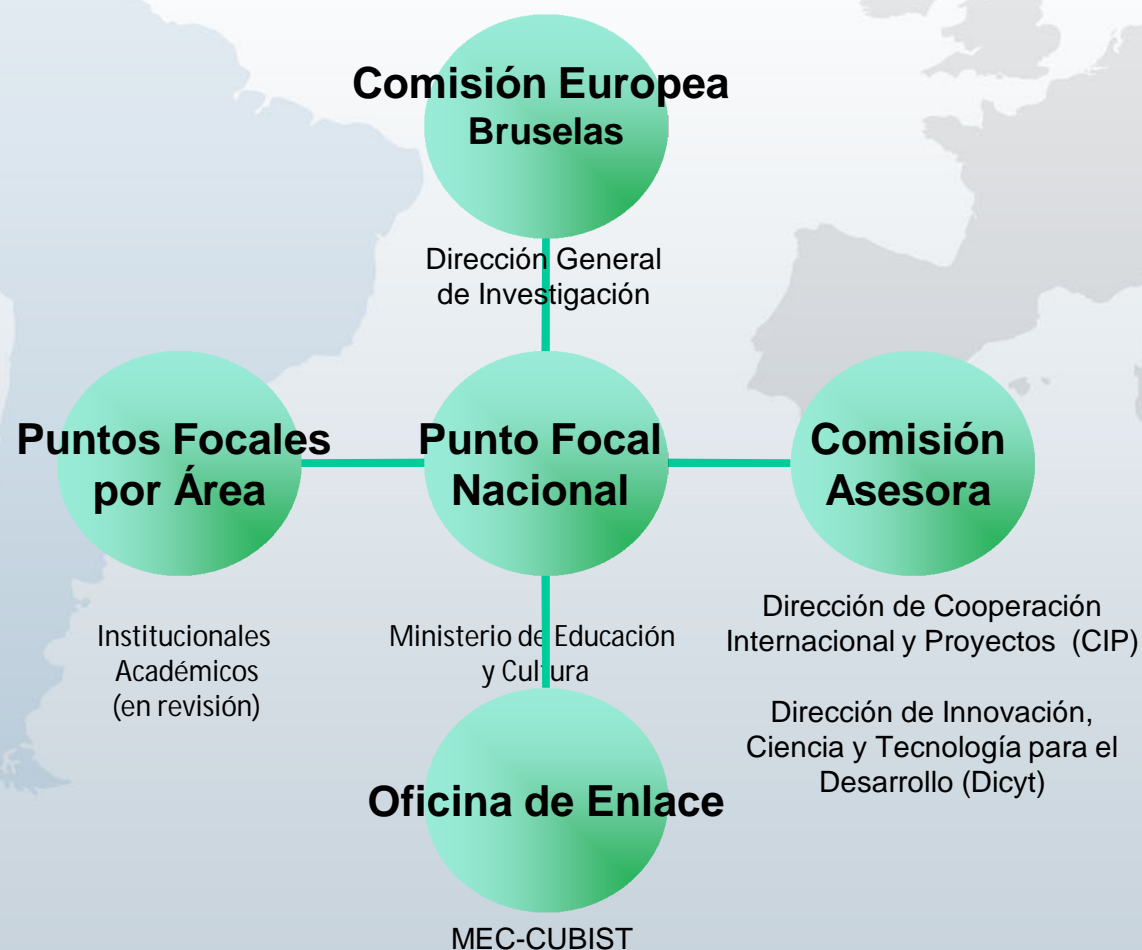 Comisión Europea
Bruselas
Dirección General
de Investigación
Puntos Focales
por Área
Punto Focal
Nacional
Comisión
Asesora
Institucionales
Académicos
(en revisión)
Ministerio de Educación
y Cultura
Dirección de Cooperación
Internacional y Proyectos (CIP)
Dirección de Innovación,
Ciencia y Tecnología para el
Desarrollo (Dicyt)
Oficina de Enlace
MEC-CUBIST